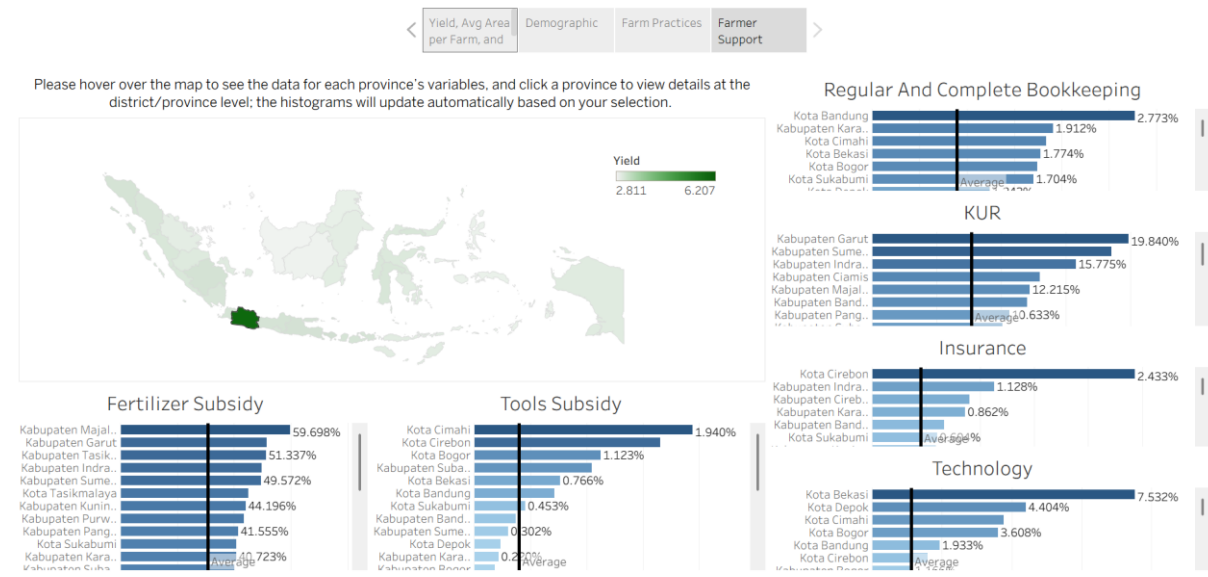 Yield, Avg Area
per Farm, and
Demographic
Farm Practices
Farmer
Support
Please hover over the map to see the data for each province's variables, and click a province to view details at the
district/province level; the histograms will update automatically based on your selection.
Yield
2.811 6.207
Regular And Complete Bookkeeping
Kota Bandung 2.773%
Kabupaten Kara.. 1.912%
Kota Cimahi
Kota Bekasi 1.774%
Kota Bogor
Kota Sukabumi 1.704%
Average
Kota Depok
KUR
Kabupaten Garut 19.840%
Kabupaten Sume..
Kabupaten Indra.. 15.775%
Kabupaten Ciamis
Kabupaten Majal.. 12.215%
Kabupaten Band..
Kabupaten Pang.. 10.633%
Average
Insurance
Kota Cirebon 2.433%
Kabupaten Indra.. 1.128%
Kabupaten Cireb..
Kabupaten Kara.. 0.862%
Kabupaten Band..
Kota Sukabumi
Average
Technology
Kota Bekasi 7.532%
Kota Depok 4.404%
Kota Cimahi
Kota Bogor 3.608%
Kota Bandung 1.933%
Kota Cirebon
Average
Kabupaten Bogor
Fertilizer Subsidy
Kabupaten Majal.. 59.698%
Kabupaten Garut
Kabupaten Tasik.. 51.337%
Kabupaten Indra..
Kabupaten Sume.. 49.572%
Kota Tasikmalaya
Kabupaten Kunin.. 44.196%
Kabupaten Purw..
Kabupaten Pang.. 41.555%
Kota Sukabumi
Kabupaten Kara.. 40.723%
Average
Kabupaten Suba..
Tools Subsidy
Kota Cimahi 1.940%
Kota Cirebon
Kota Bogor 1.123%
Kabupaten Suba..
Kota Bekasi 0.766%
Kota Bandung
Kota Sukabumi 0.453%
Kabupaten Band..
Kabupaten Sume.. 0.302%
Kota Depok
Kabupaten Kara..
Average
Kabupaten Bogor